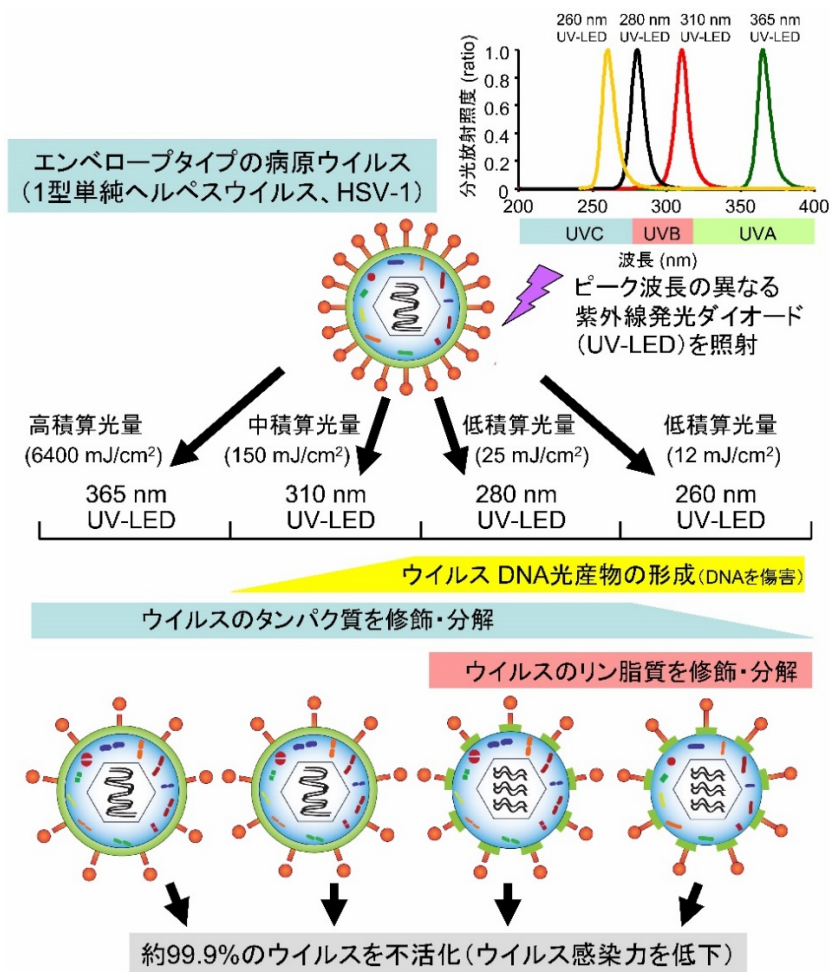 260 nm UV-LED
280 nm UV-LED
310 nm UV-LED
365 nm UV-LED
分光放射照度 (ratio)
1.0
0.8
0.6
0.4
0.2
0
200
250
300
350
400
UVC
UVB
UVA
波長 (nm)
エンベロープタイプの病原ウイルス
(1型単純ヘルペスウイルス、HSV-1)
ピーク波長の異なる
紫外線発光ダイオード
(UV-LED)を照射
高積算光量
(6400 mJ/cm²)
中積算光量
(150 mJ/cm²)
低積算光量
(25 mJ/cm²)
低積算光量
(12 mJ/cm²)
365 nm
UV-LED
310 nm
UV-LED
280 nm
UV-LED
260 nm
UV-LED
ウイルス DNA光産物の形成(DNAを傷害)
ウイルスのタンパク質を修飾・分解
ウイルスのリン脂質を修飾・分解
約99.9%のウイルスを不活化(ウイルス感染力を低下)